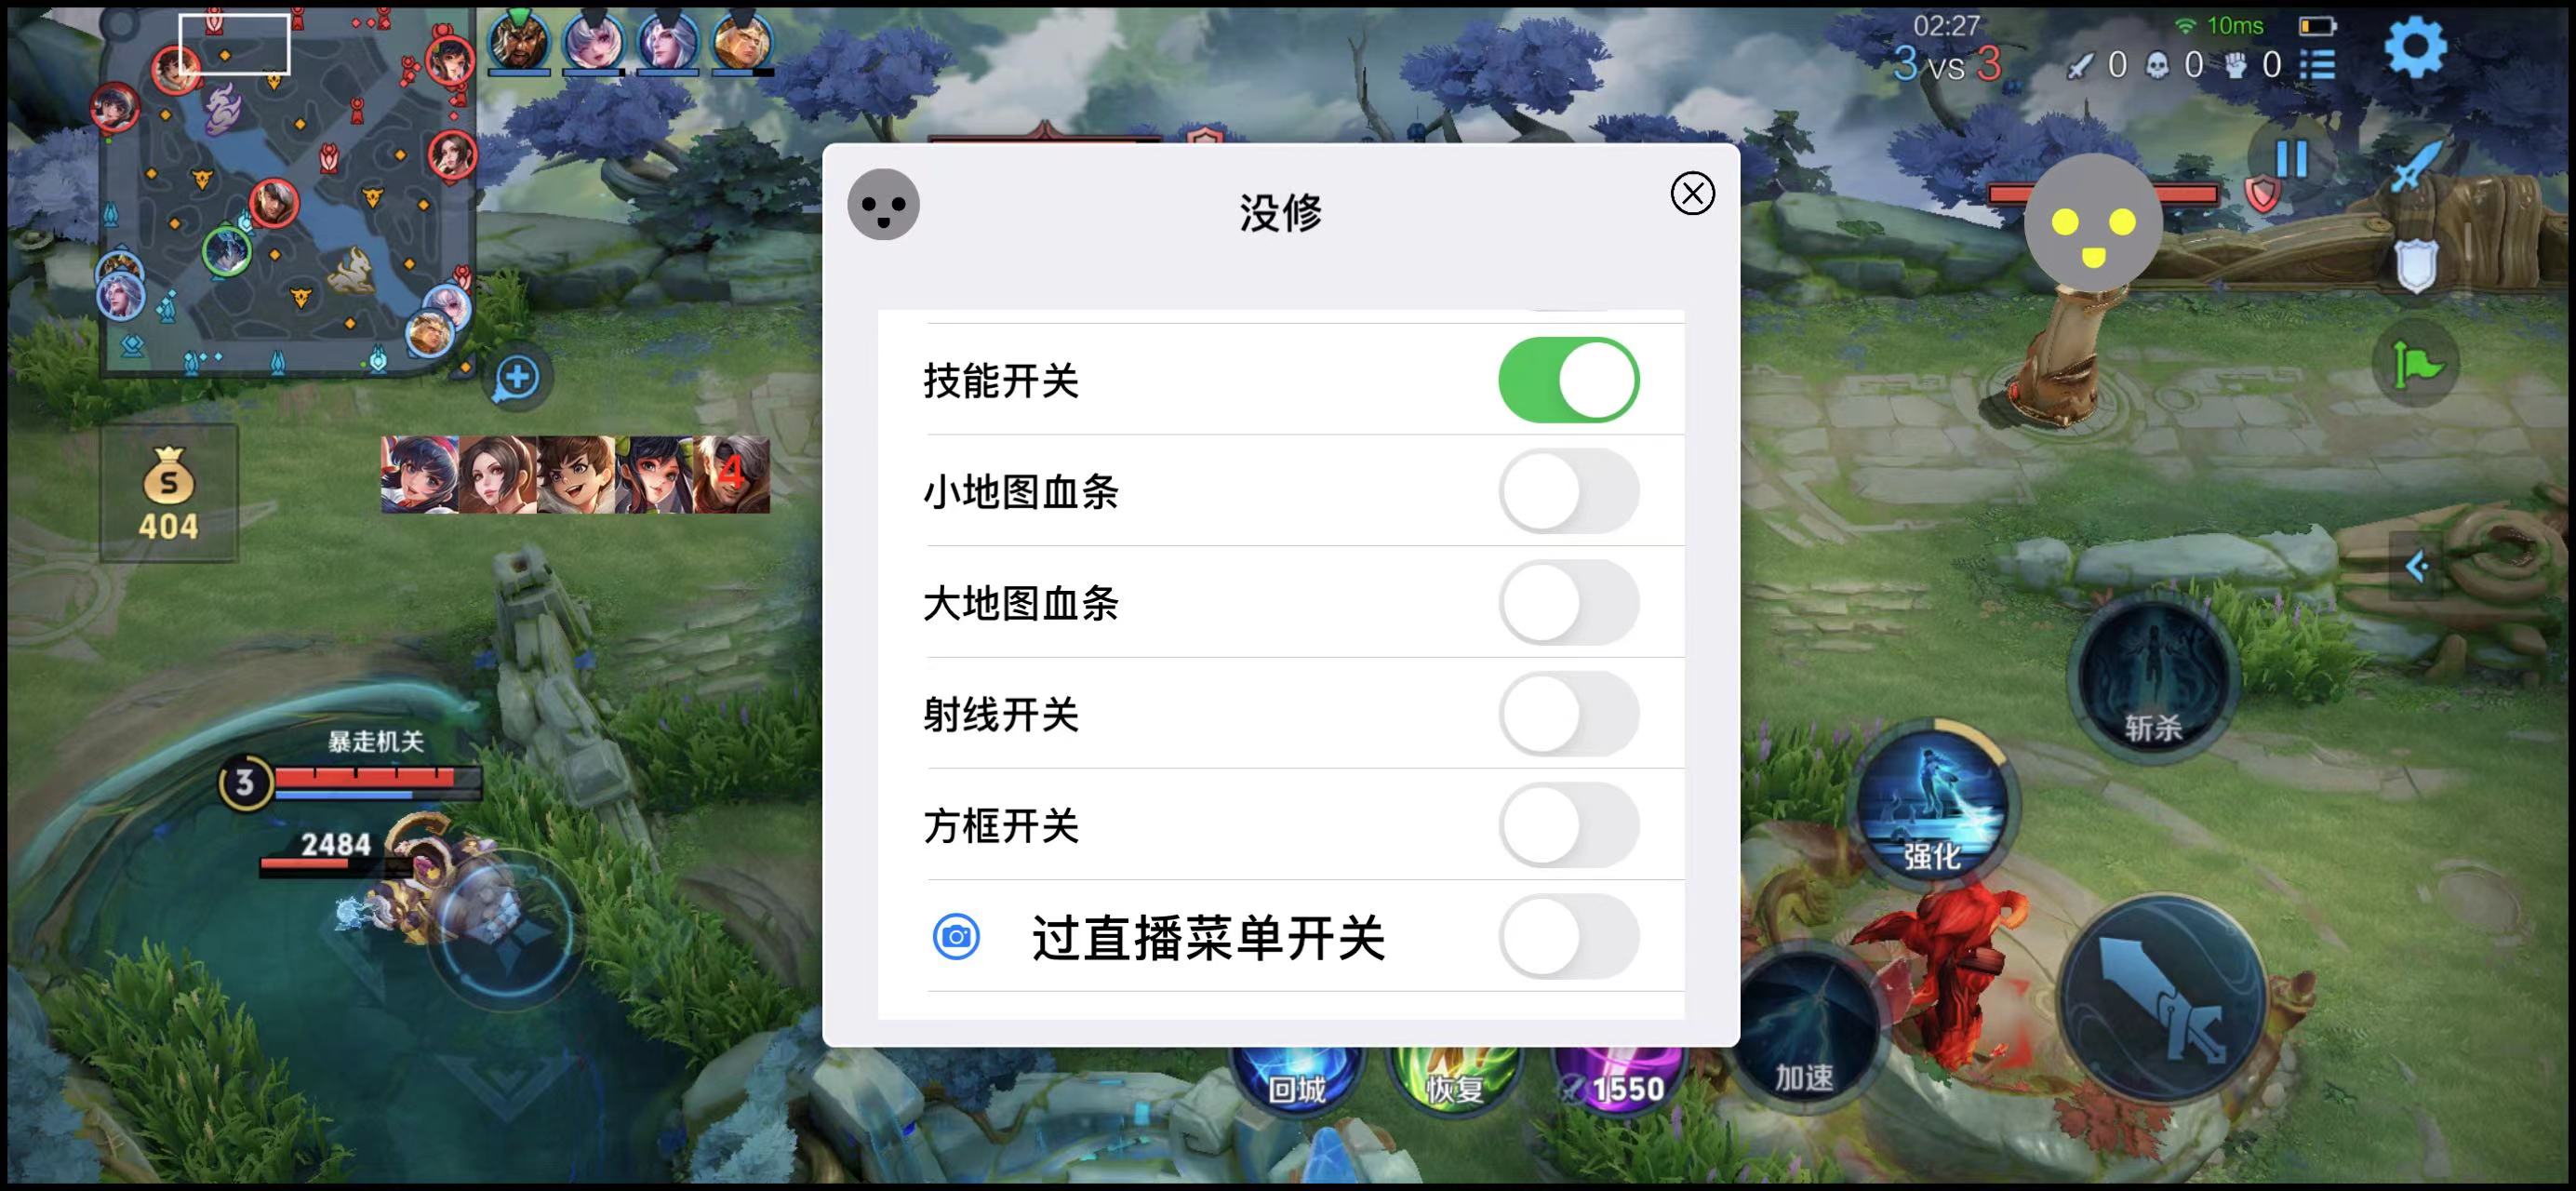 02:27
10ms
3 VS 3
0
0
0
没修
技能开关
小地图血条
4
404
大地图血条
射线开关
斩杀
暴走机关
3
方框开关
2484
强化
过直播菜单开关
加速
回城
恢复
1550